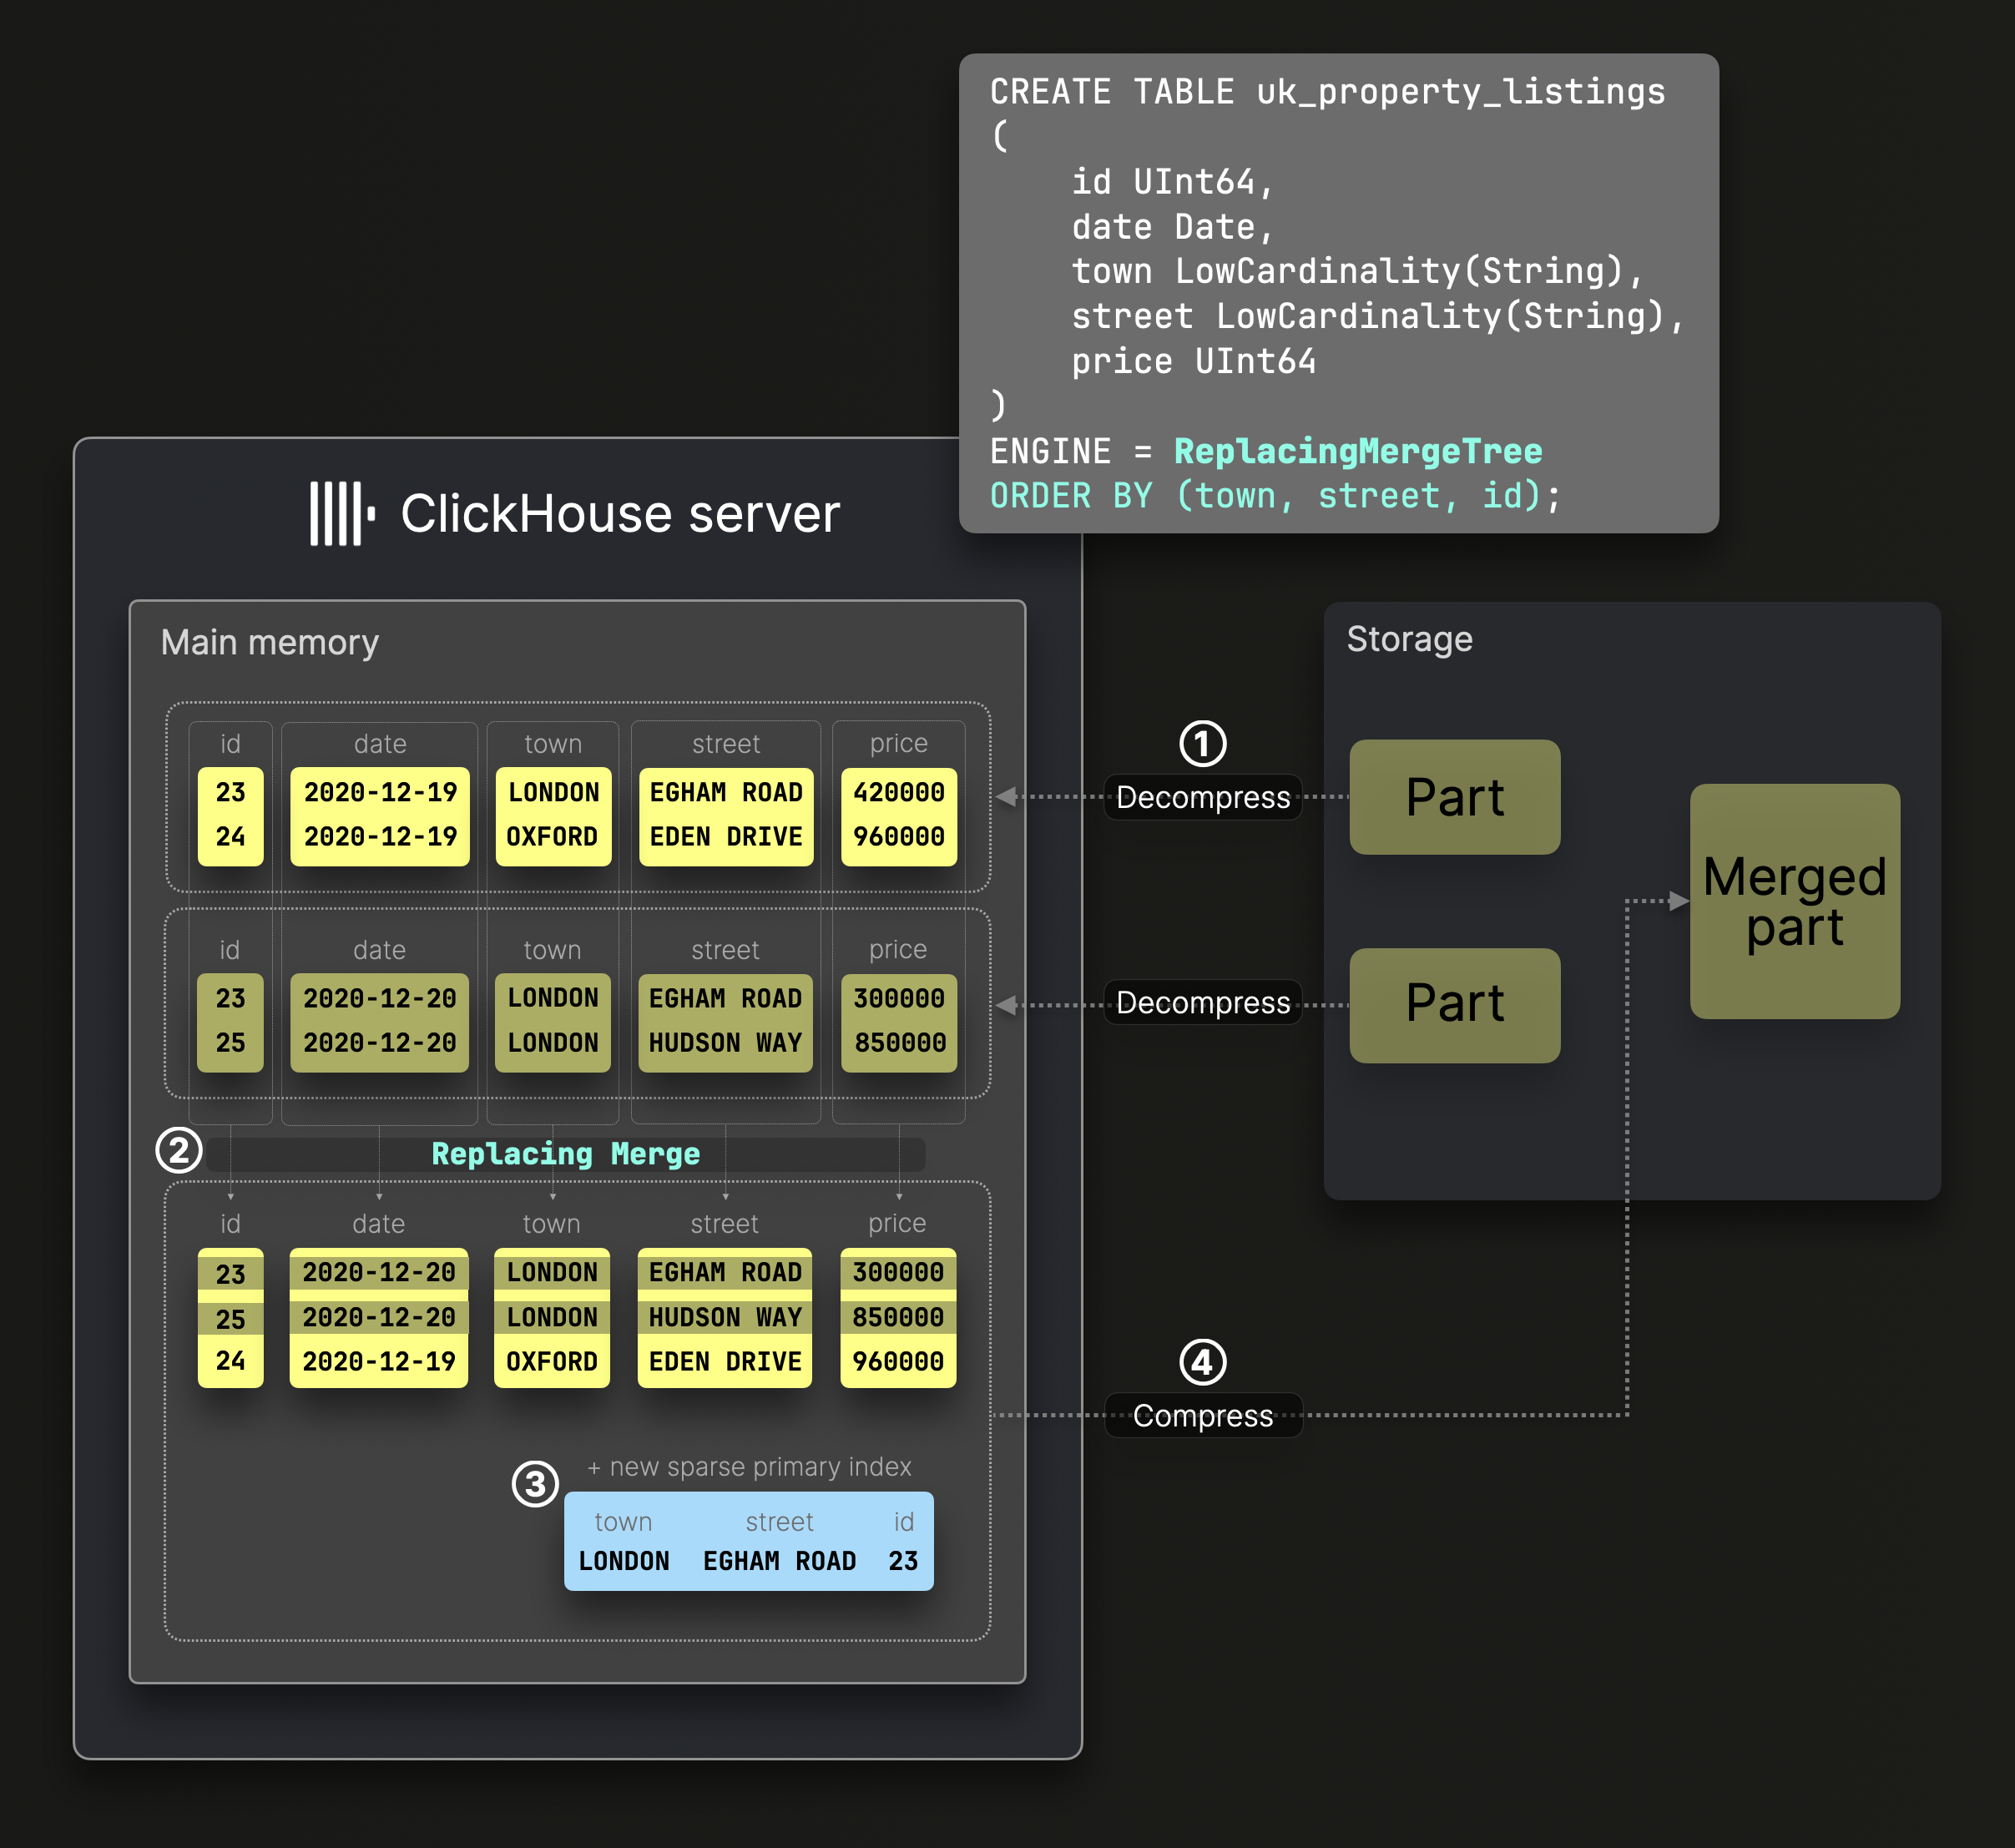 CREATE TABLE uk_property_listings
(
id UInt64,
date Date,
town LowCardinality(String),
street LowCardinality(String),
price UInt64
)
ENGINE = ReplacingMergeTree
ORDER BY (town, street, id);
ClickHouse server
Main memory
id date town street price
23 2020-12-19 LONDON EGHAM ROAD 420000
24 2020-12-19 OXFORD EDEN DRIVE 960000
id date town street price
23 2020-12-20 LONDON EGHAM ROAD 300000
25 2020-12-20 LONDON HUDSON WAY 850000
② Replacing Merge
id date town street price
23 2020-12-20 LONDON EGHAM ROAD 300000
25 2020-12-20 LONDON HUDSON WAY 850000
24 2020-12-19 OXFORD EDEN DRIVE 960000
③ + new sparse primary index
town street id
LONDON EGHAM ROAD 23
①
Decompress
Decompress
④
Compress
Storage
Part
Part
Merged
part